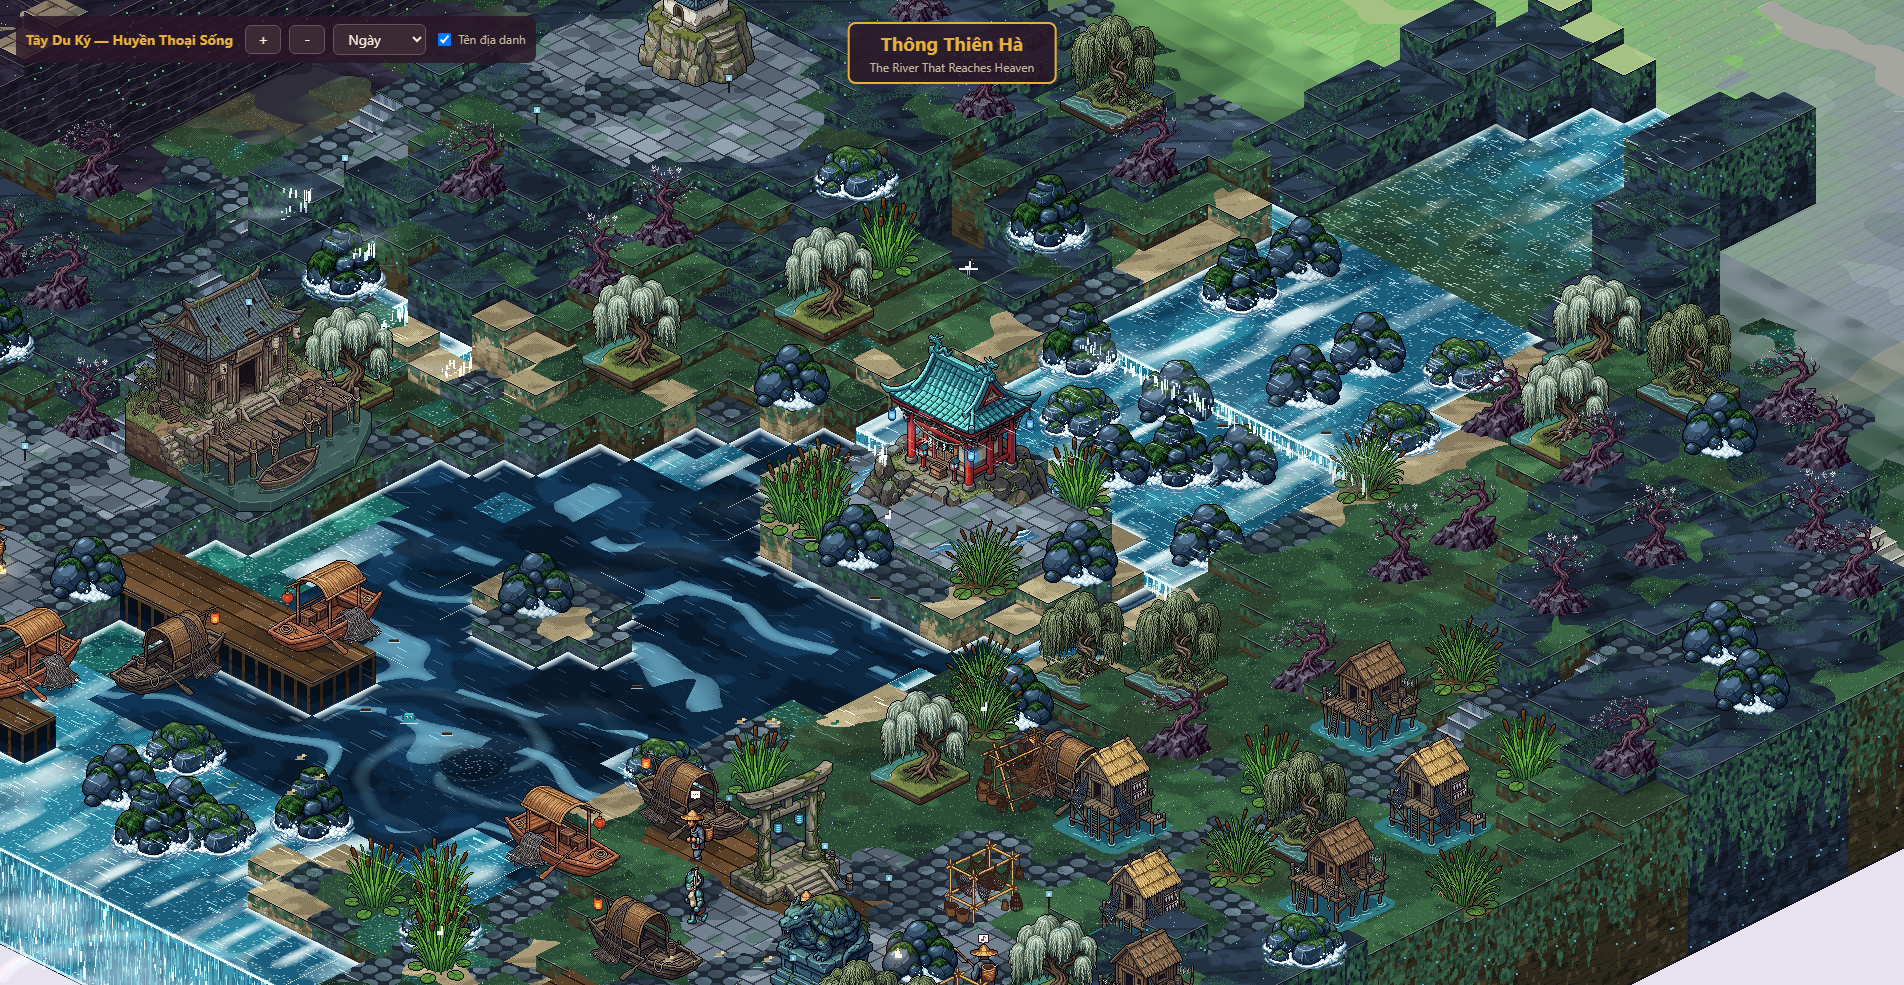 Tây Du Ký — Huyền Thoại Sống
+
-
Ngày
Tên địa danh
Thông Thiên Hà
The River That Reaches Heaven